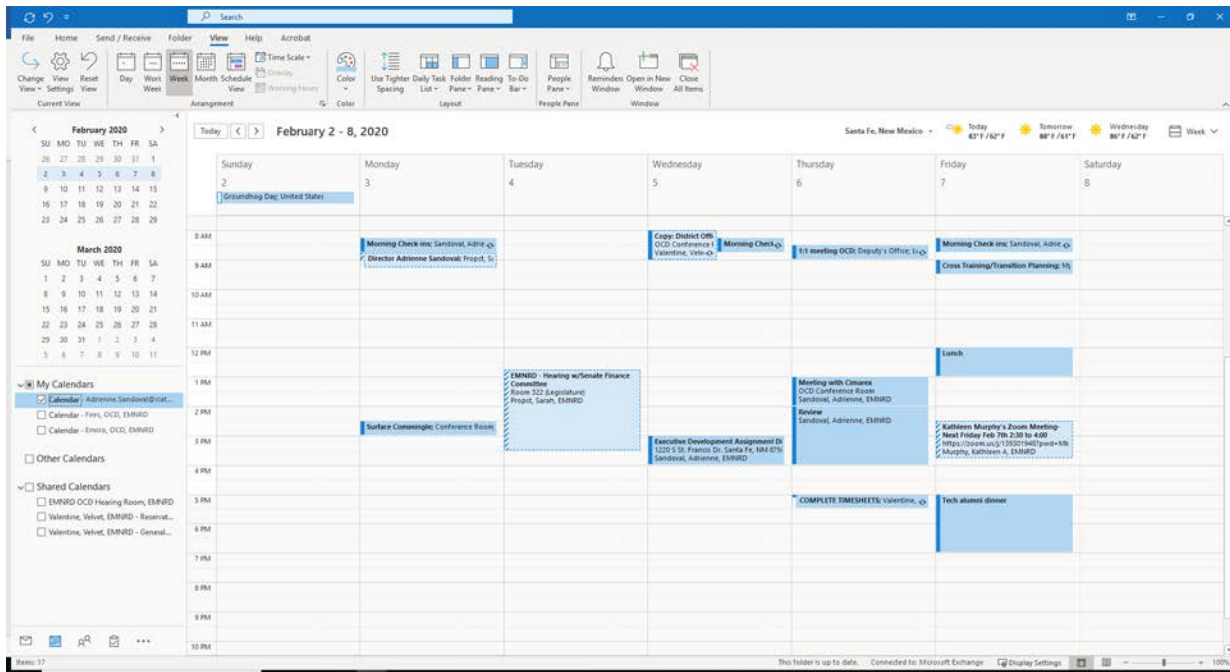 Search
File Home Send / Receive Folder View Help Acrobat
Change View View Settings Reset View
Current View
Day Work Week Week Month Schedule View
Time Scale
Overlay
Working Hours
Arrangement
Color
Color
Use Tighter Spacing Daily Task List Folder Pane Reading Pane To-Do Bar
Layout
People Pane
People Pane
Reminders Window Open in New Window Close All Items
Window
February 2020
SU MO TU WE TH FR SA
26 27 28 29 30 31 1
2 3 4 5 6 7 8
9 10 11 12 13 14 15
16 17 18 19 20 21 22
23 24 25 26 27 28 29
March 2020
SU MO TU WE TH FR SA
1 2 3 4 5 6 7
8 9 10 11 12 13 14
15 16 17 18 19 20 21
22 23 24 25 26 27 28
29 30 31 1 2 3 4
5 6 7 8 9 10 11
My Calendars
Calendar - Adrienne.Sandoval@stat...
Calendar - Fees, OCD, EMNRD
Calendar - Enviro, OCD, EMNRD
Other Calendars
Shared Calendars
EMNRD OCD Hearing Room, EMNRD
Valentine, Velvet, EMNRD - Reservat...
Valentine, Velvet, EMNRD - General...
Today February 2 - 8, 2020
Santa Fe, New Mexico
Today
83°F/62°F
Tomorrow
88°F/61°F
Wednesday
86°F/62°F
Week
Sunday Monday Tuesday Wednesday Thursday Friday Saturday
2 3 4 5 6 7 8
Groundhog Day; United States
8 AM
9 AM
10 AM
11 AM
12 PM
1 PM
2 PM
3 PM
4 PM
5 PM
6 PM
7 PM
8 PM
9 PM
10 PM
Morning Check-ins; Sandoval, Adrie
Director Adrienne Sandoval; Propst, Sa
Surface Commingle; Conference Room
EMNRD - Hearing w/Senate Finance
Committee
Room 322 (Legislature)
Propst, Sarah, EMNRD
Copy: District Offi
OCD Conference
Valentine, Velv
Morning Check
Executive Development Assignment Di
1220 S St. Francis Dr. Santa Fe, NM 875
Sandoval, Adrienne, EMNRD
1:1 meeting OCD; Deputy's Office;
Meeting with Cimarex
OCD Conference Room
Sandoval, Adrienne, EMNRD
Review
Sandoval, Adrienne, EMNRD
COMPLETE TIMESHEETS; Valentine,
Morning Check-ins; Sandoval, Adrie
Cross Training/Transition Planning; My
Lunch
Kathleen Murphy's Zoom Meeting-
Next Friday Feb 7th 2:30 to 4:00
https://zoom.us/j/139301948?pwd=Mk
Murphy, Kathleen A, EMNRD
Tech alumni dinner
Items: 17
This folder is up to date. Connected to: Microsoft Exchange Display Settings 100%